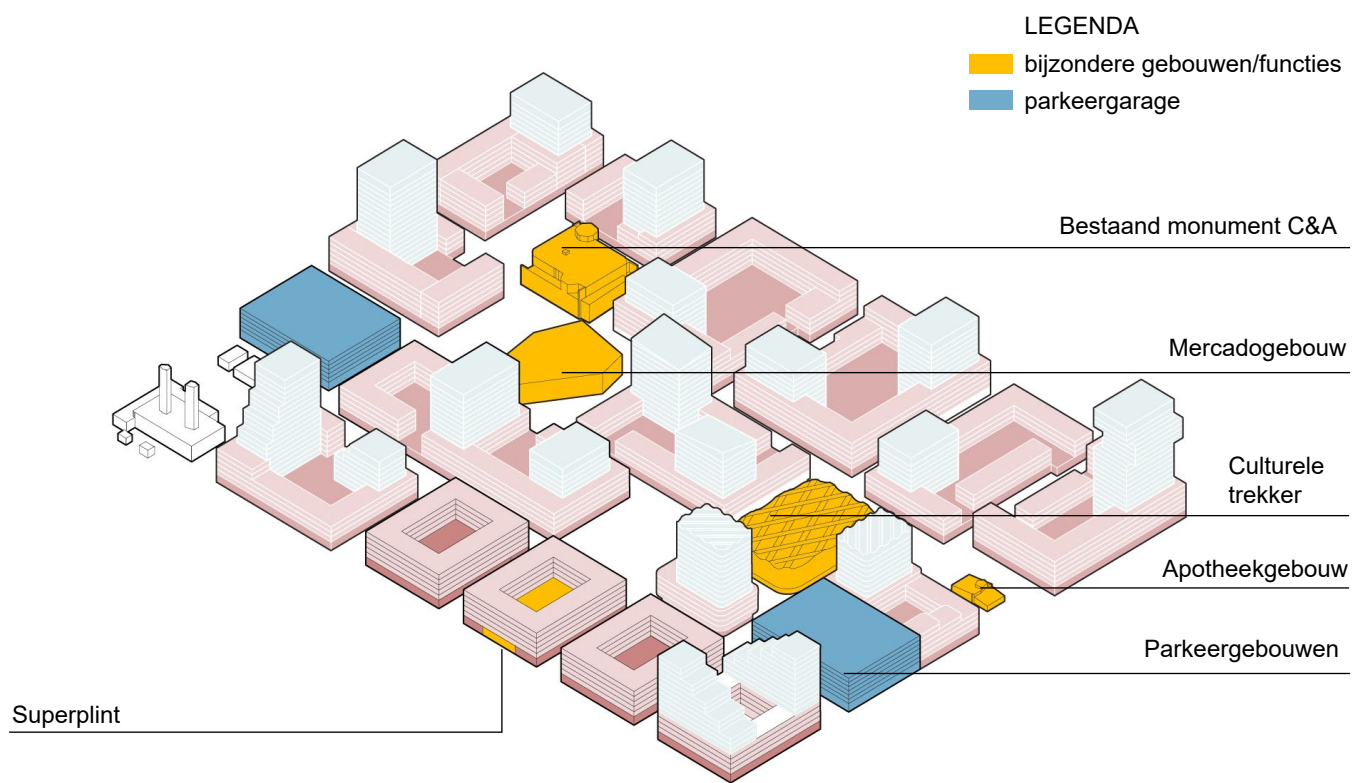 LEGENDA
bijzondere gebouwen/functies
parkeergarage
Bestaand monument C&A
Mercadogebouw
Culturele
trekker
Apotheekgebouw
Parkeergebouwen
Superplint